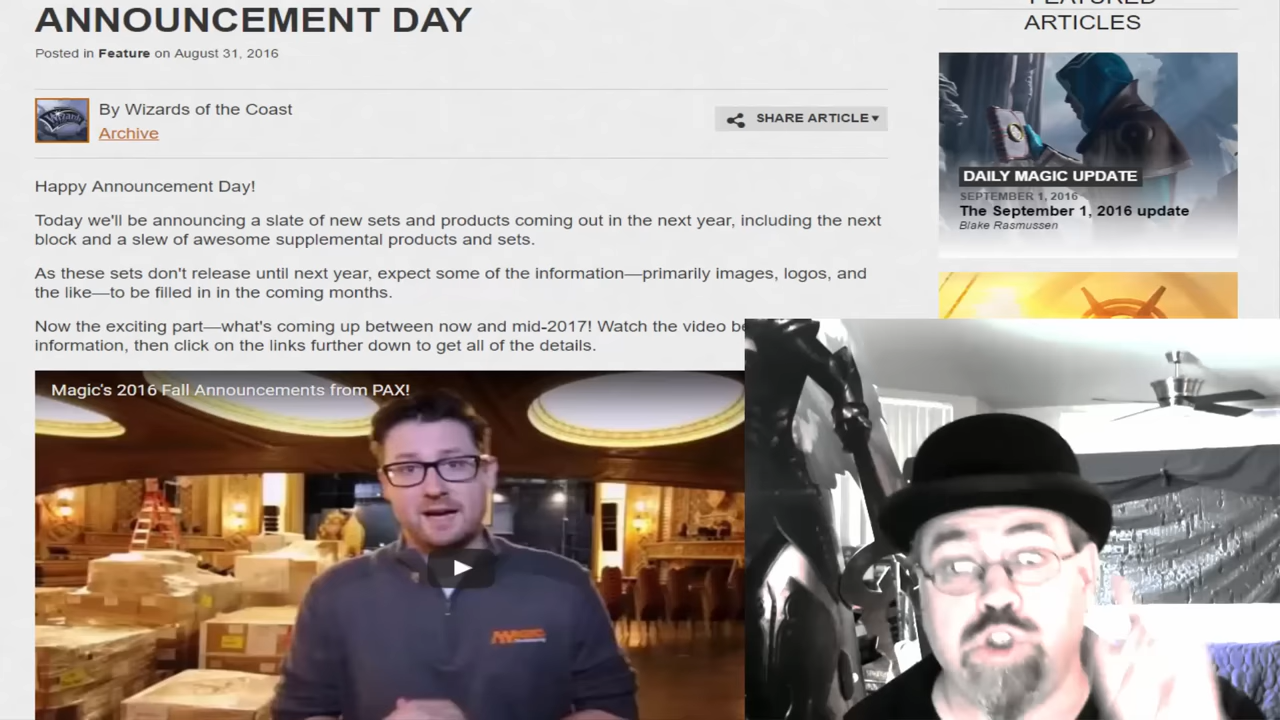 ANNOUNCEMENT DAY
Posted in Feature on August 31, 2016
By Wizards of the Coast
Archive
SHARE ARTICLE
Happy Announcement Day!
Today we'll be announcing a slate of new sets and products coming out in the next year, including the next
block and a slew of awesome supplemental products and sets.
As these sets don't release until next year, expect some of the information—primarily images, logos, and
the like—to be filled in in the coming months.
Now the exciting part—what's coming up between now and mid-2017! Watch the video
information, then click on the links further down to get all of the details.
Magic's 2016 Fall Announcements from PAX!
MAGIC
FEATURED
ARTICLES
DAILY MAGIC UPDATE
SEPTEMBER 1, 2016
The September 1, 2016 update
Blake Rasmussen